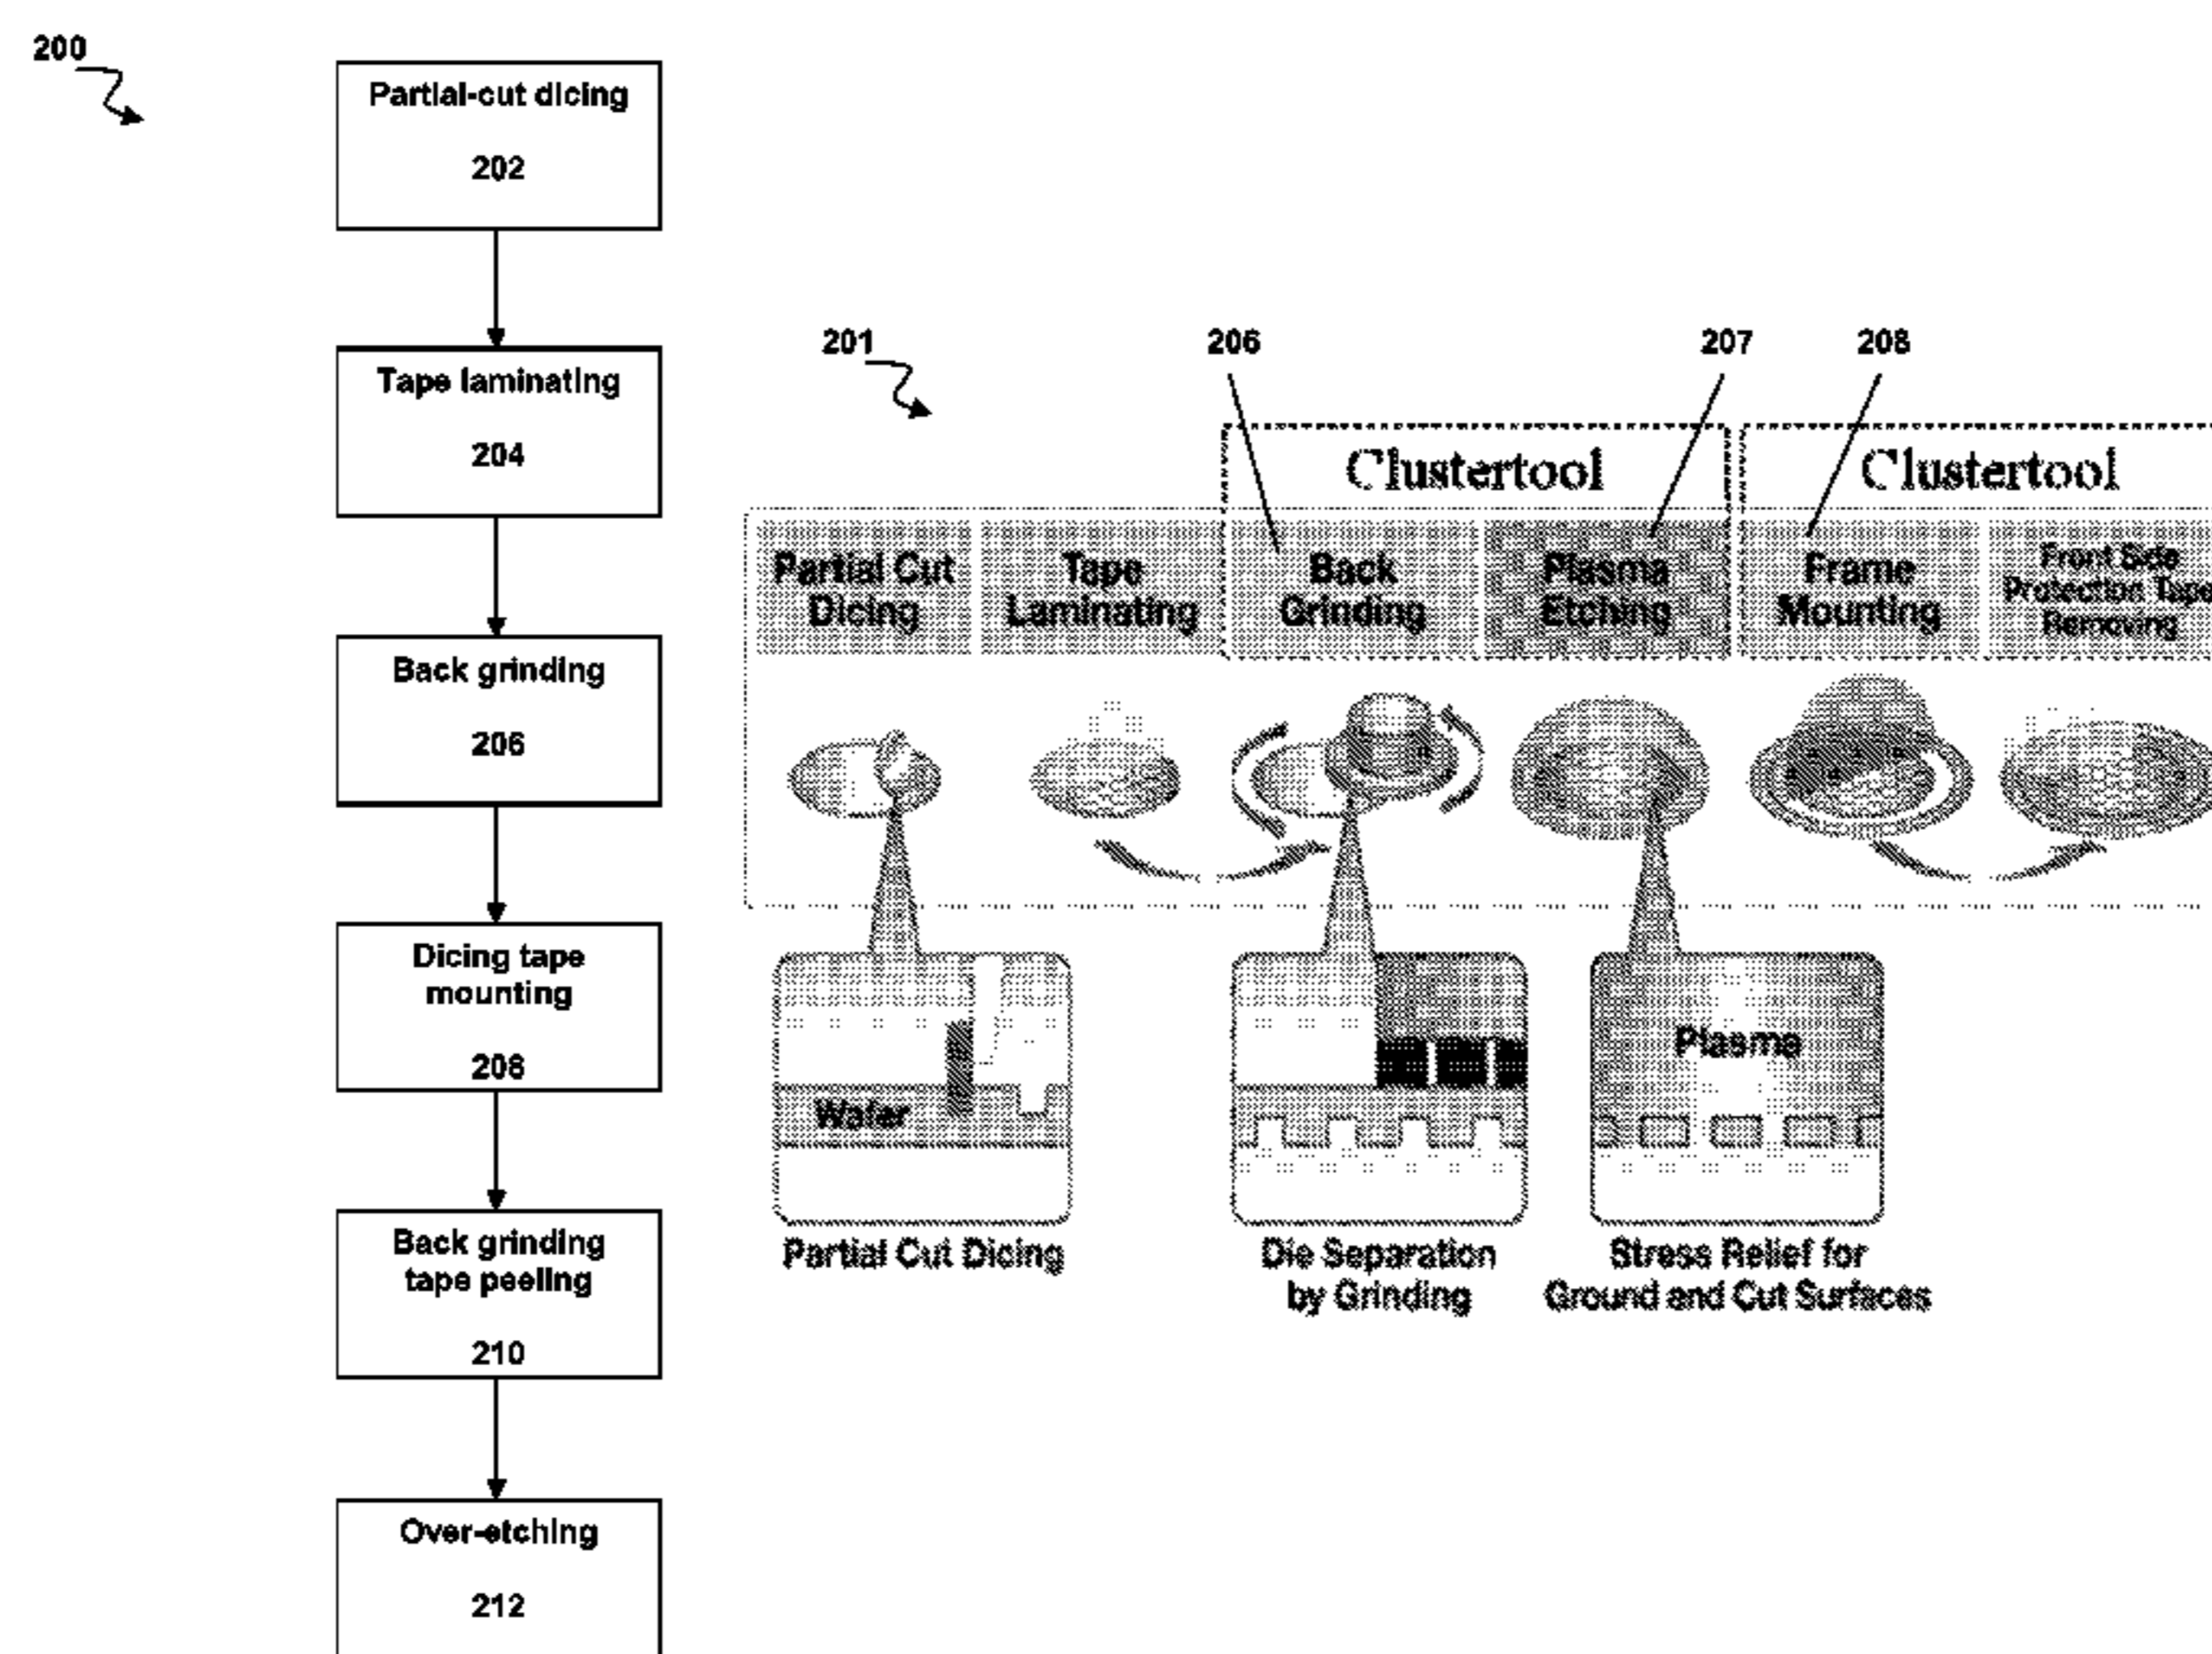 200
Partial-cut dicing
202
Tape laminating
204
Back grinding
206
Dicing tape
mounting
208
Back grinding
tape peeling
210
Over-etching
212
201
206
207
208
Clustertool
Clustertool
Partial Cut
Dicing
Tape
Laminating
Back
Grinding
Plasma
Etching
Frame
Mounting
Front Side
Protection Tape
Removing
Wafer
Plasma
Partial Cut Dicing
Die Separation
by Grinding
Stress Relief for
Ground and Cut Surfaces